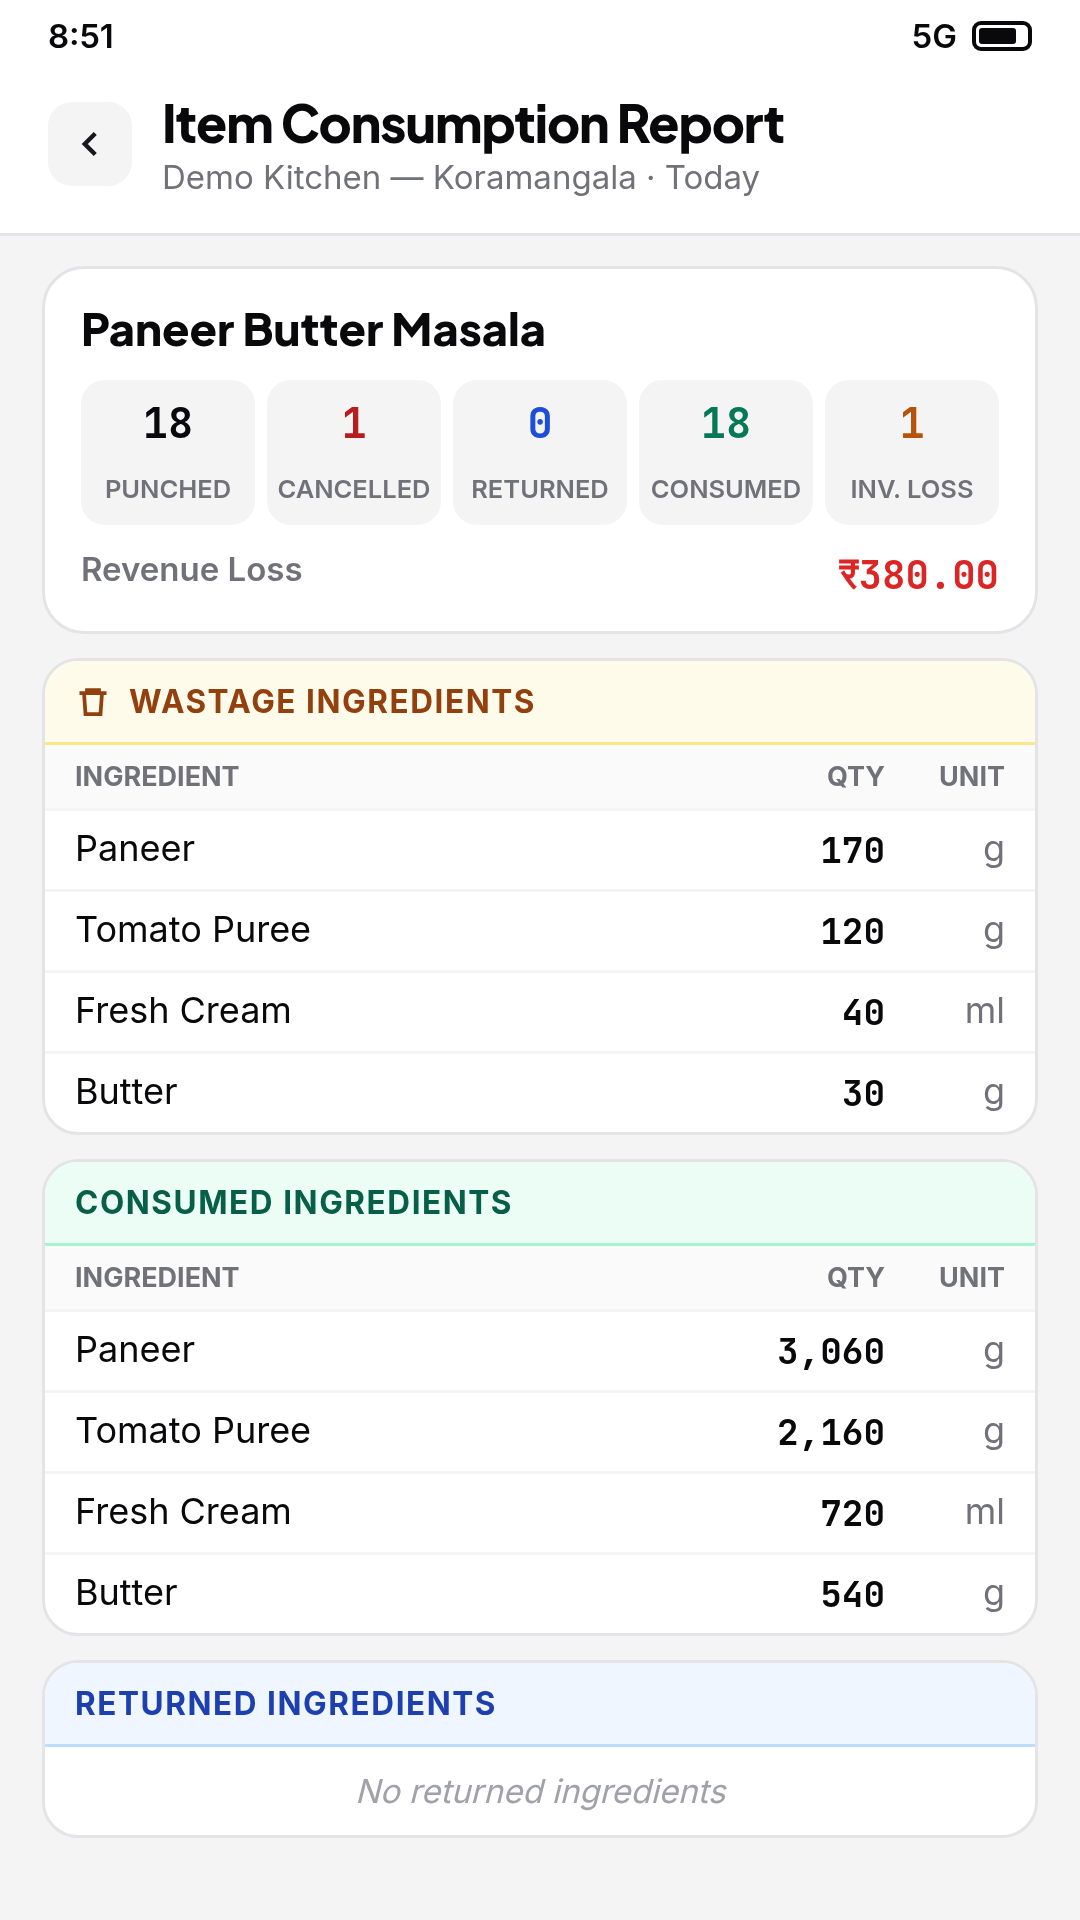 8:51
5G
Item Consumption Report
Demo Kitchen — Koramangala · Today
Paneer Butter Masala
18 1 0 18 1
PUNCHED CANCELLED RETURNED CONSUMED INV. LOSS
Revenue Loss ₹380.00
WASTAGE INGREDIENTS
INGREDIENT QTY UNIT
Paneer 170 g
Tomato Puree 120 g
Fresh Cream 40 ml
Butter 30 g
CONSUMED INGREDIENTS
INGREDIENT QTY UNIT
Paneer 3,060 g
Tomato Puree 2,160 g
Fresh Cream 720 ml
Butter 540 g
RETURNED INGREDIENTS
No returned ingredients